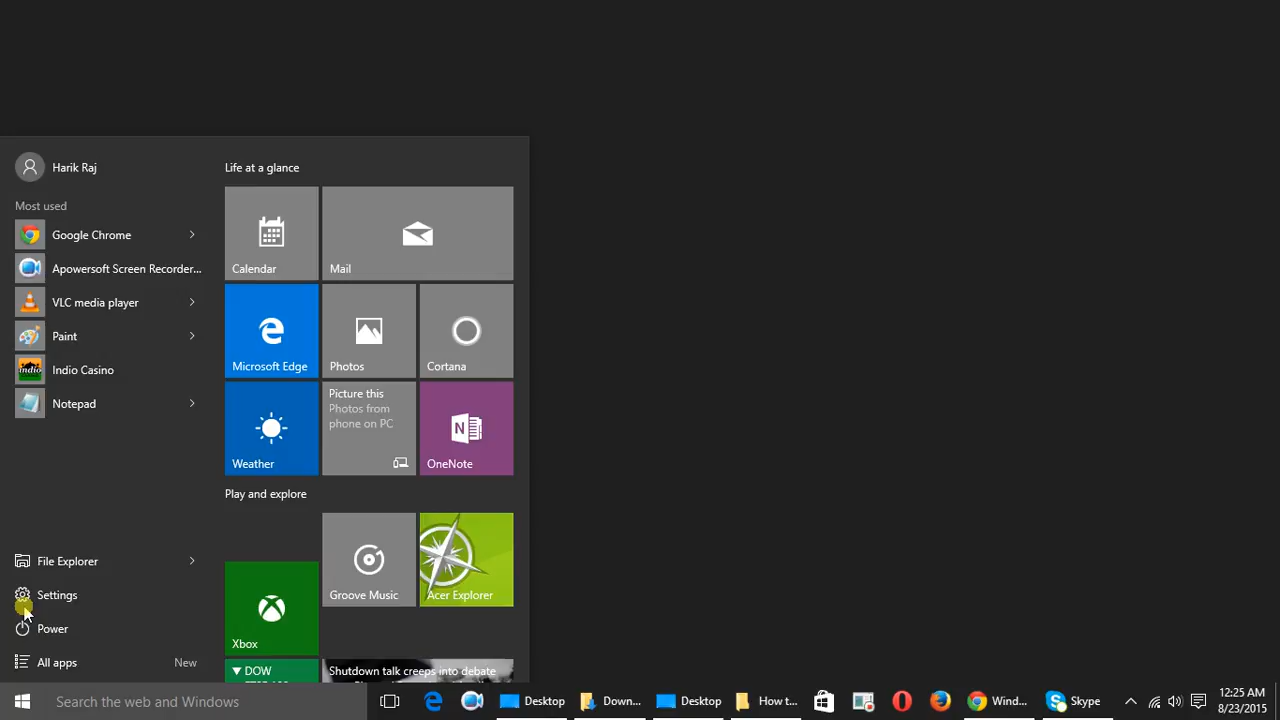 Harik Raj
Most used
Google Chrome
Apowersoft Screen Recorder...
VLC media player
Paint
indio
Indio Casino
Notepad
File Explorer
Settings
Power
All apps
New
Life at a glance
Calendar
Mail
Microsoft Edge
Photos
Cortana
Weather
Picture this
Photos from
phone on PC
N
OneNote
Play and explore
Xbox
Groove Music
Acer Explorer
▼ DOW
Shutdown talk creeps into debate
Search the web and Windows
Desktop
Down...
Desktop
How t...
Wind...
Skype
12:25 AM
8/23/2015